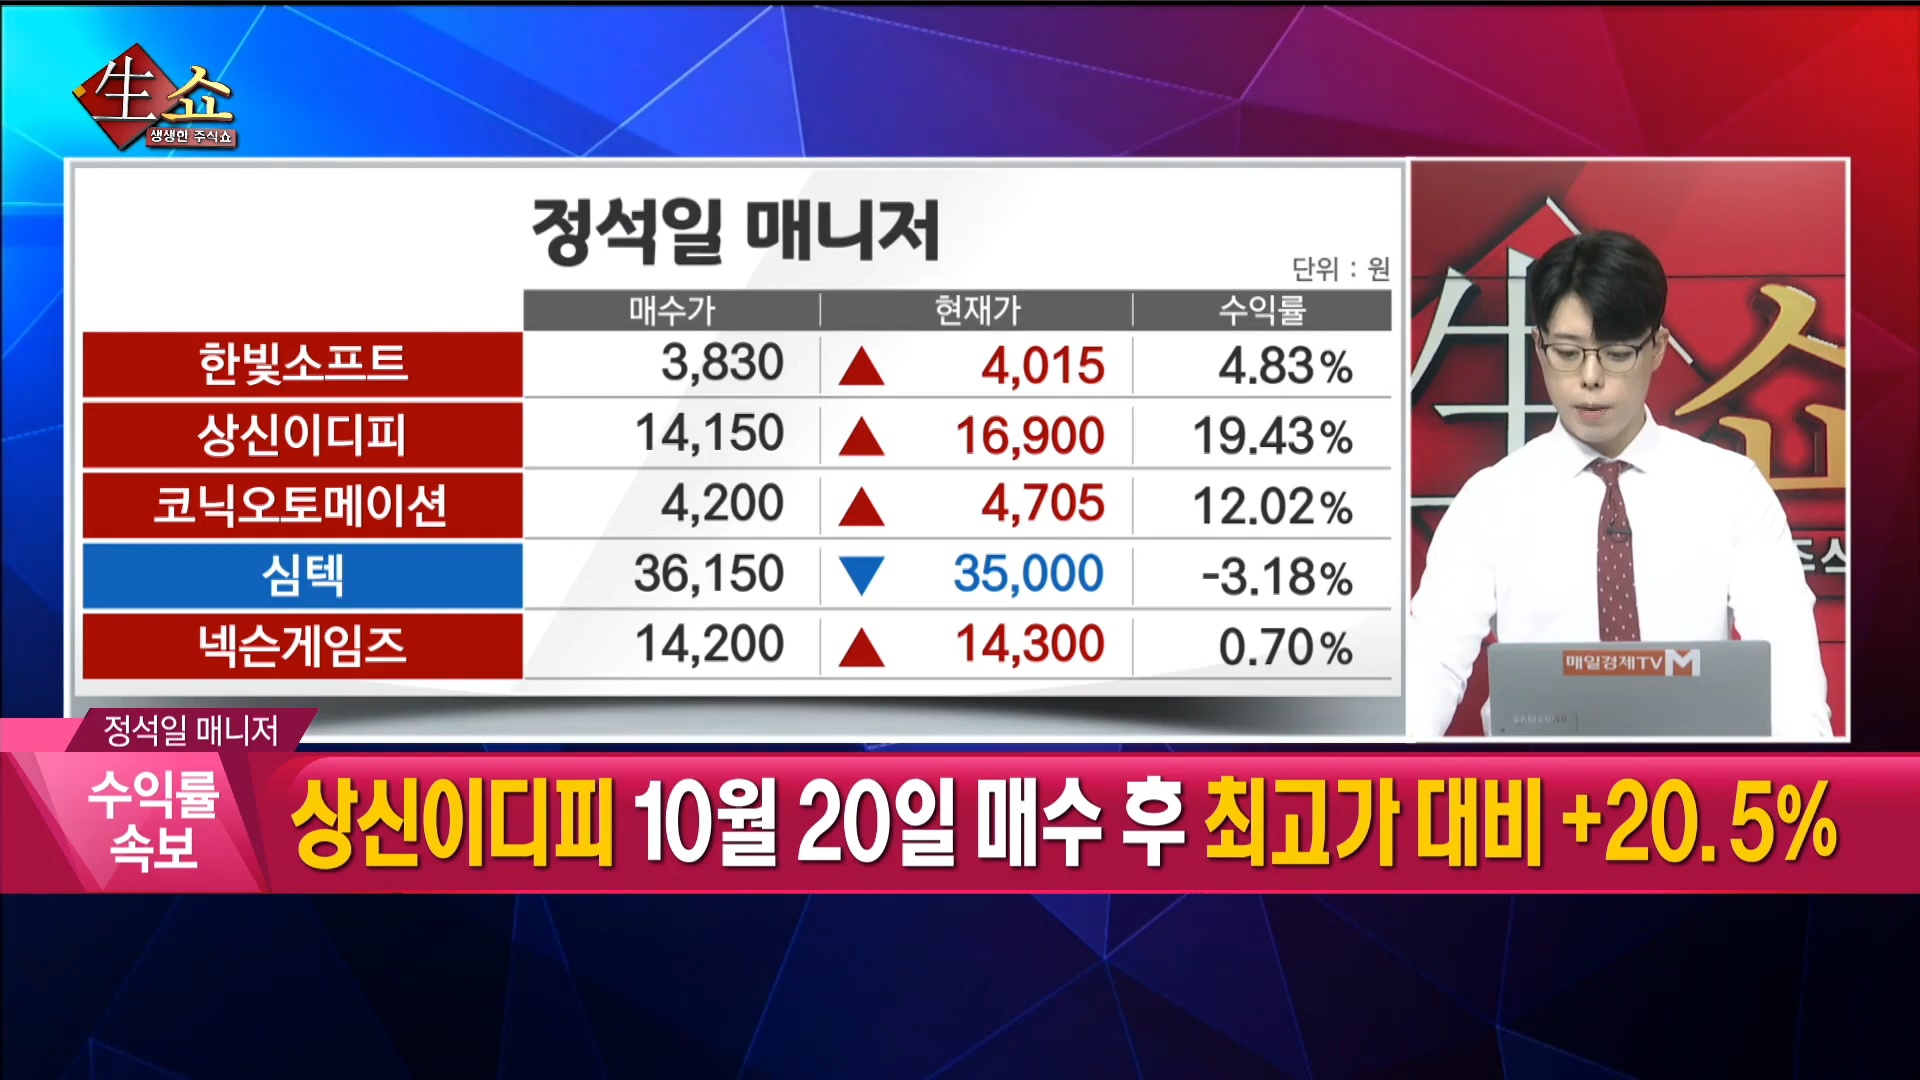 生쇼
생생한 주식쇼
정석일 매니저
단위 : 원
매수가 현재가 수익률
한빛소프트 3,830 ▲ 4,015 4.83%
상신이디피 14,150 ▲ 16,900 19.43%
코닉오토메이션 4,200 ▲ 4,705 12.02%
심텍 36,150 ▼ 35,000 -3.18%
넥슨게임즈 14,200 ▲ 14,300 0.70%
生쇼
주식
매일경제TV M
SAMSUNG
정석일 매니저
수익률
속보
상신이디피 10월 20일 매수 후 최고가 대비 +20.5%